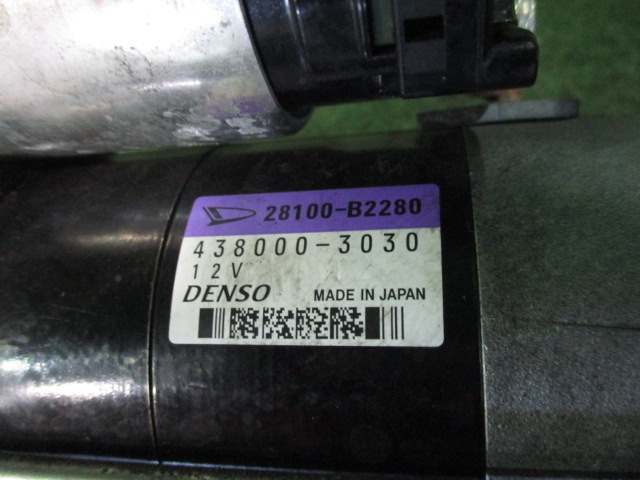 28100-B2280
438000-3030
12V
DENSO MADE IN JAPAN